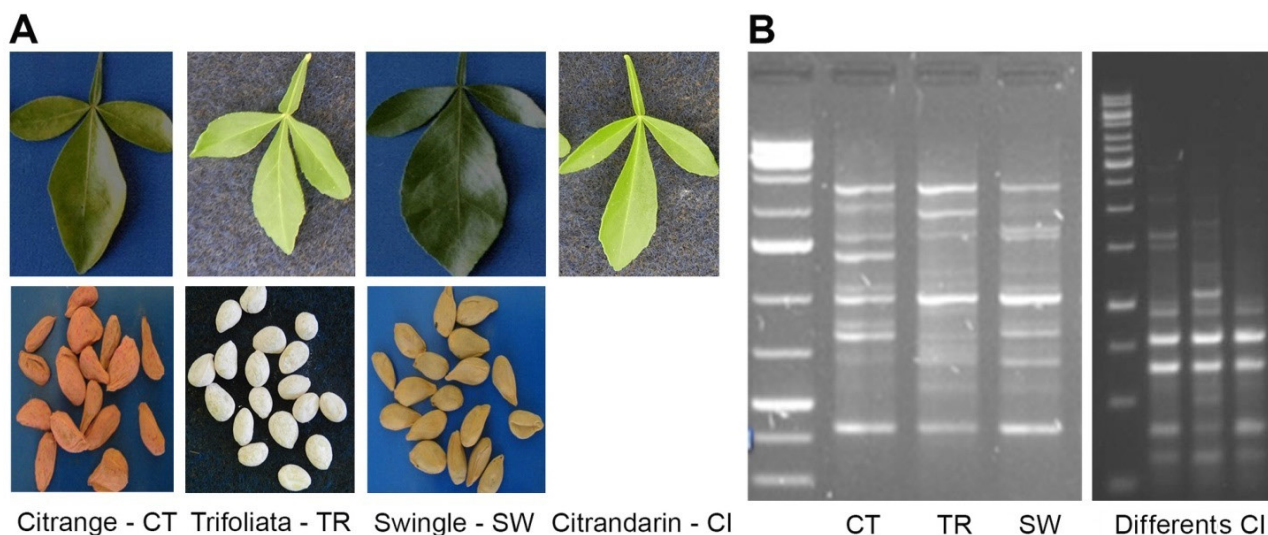 A
B
Citrange - CT Trifoliata - TR Swingle - SW Citrandarin - CI
CT TR SW Differents CI